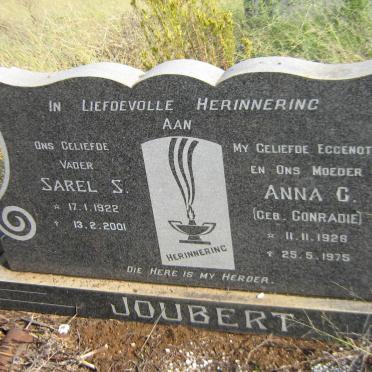 IN LIEFDEVOLLE HERINNERING
AAN
ONS GELIEFDE
VADER
SAREL S.
* 17.1.1922
† 13.2.2001
HERINNERING
MY GELIEFDE EGGENOT
EN ONS MOEDER
ANNA C.
(GEB. CONRADIE)
* 11.11.1928
† 25.5.1975
DIE HERE IS MY HERDER.
JOUBERT